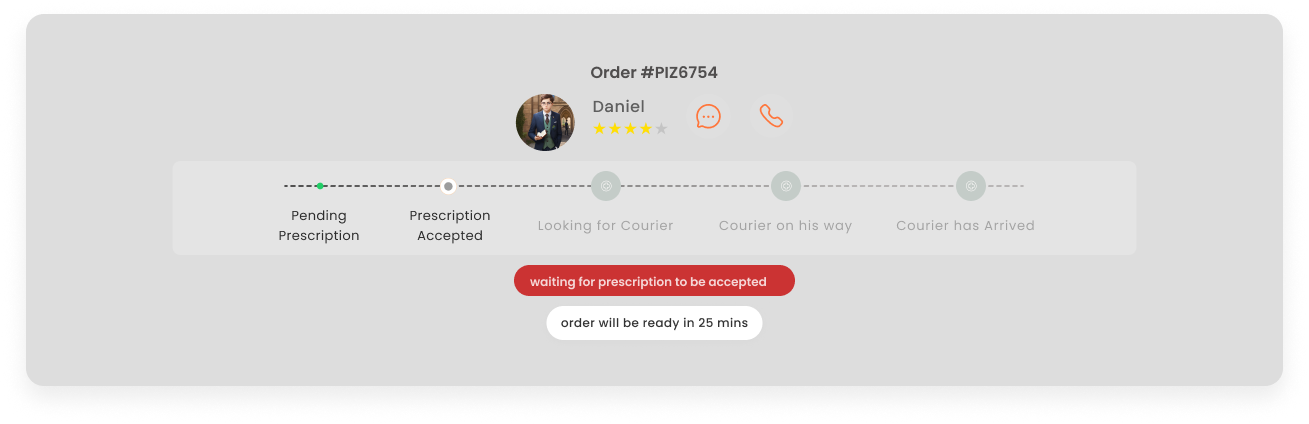 Order #PIZ6754
Daniel
Pending
Prescription
Prescription
Accepted
Looking for Courier
Courier on his way
Courier has Arrived
waiting for prescription to be accepted
order will be ready in 25 mins